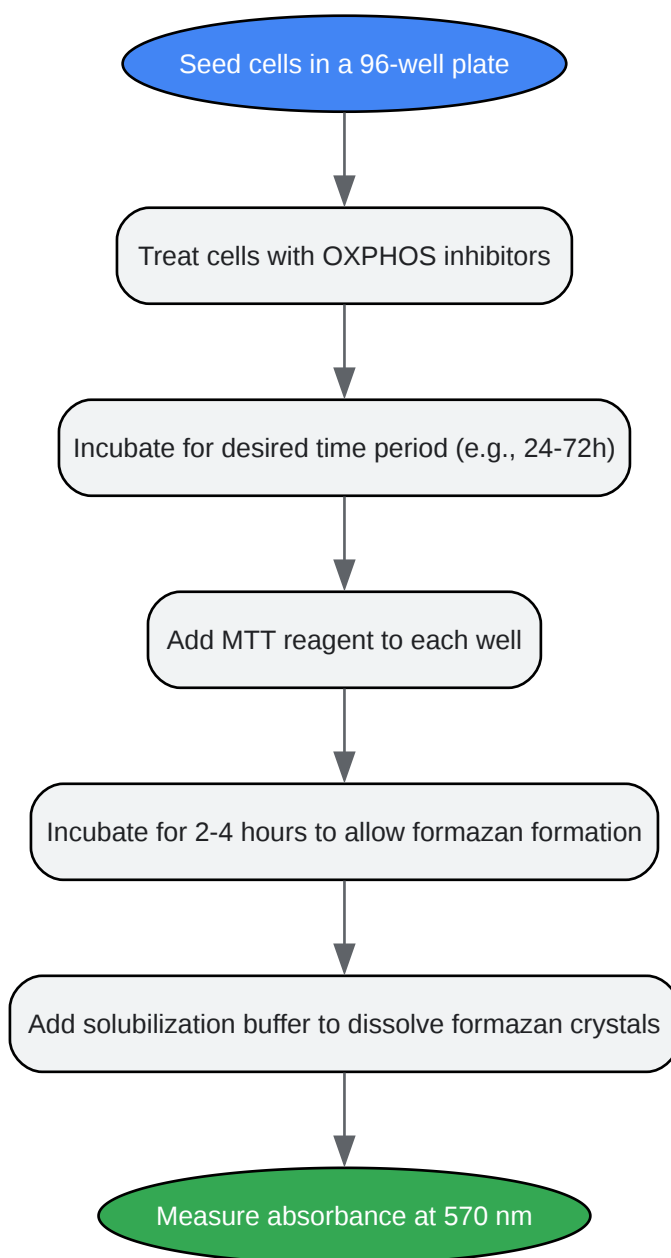 Seed cells in a 96-well plate
Treat cells with OXPHOS inhibitors
Incubate for desired time period (e.g., 24-72h)
Add MTT reagent to each well
Incubate for 2-4 hours to allow formazan formation
Add solubilization buffer to dissolve formazan crystals
Measure absorbance at 570 nm